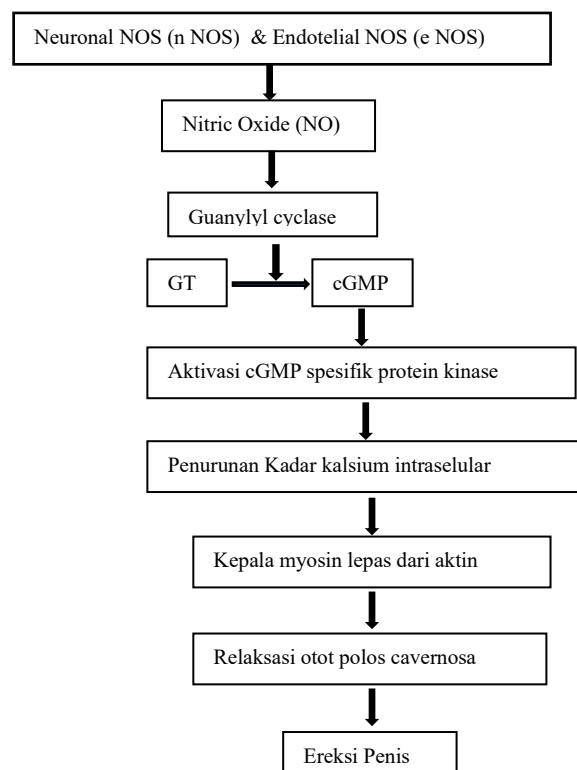 Neuronal NOS (n NOS)  & Endotelial NOS (e NOS)
Nitric Oxide (NO)
Guanylyl cyclase
GT
cGMP
Aktivasi cGMP spesifik protein kinase
Penurunan Kadar kalsium intraselular
Kepala myosin lepas dari aktin
Relaksasi otot polos cavernosa
Ereksi Penis